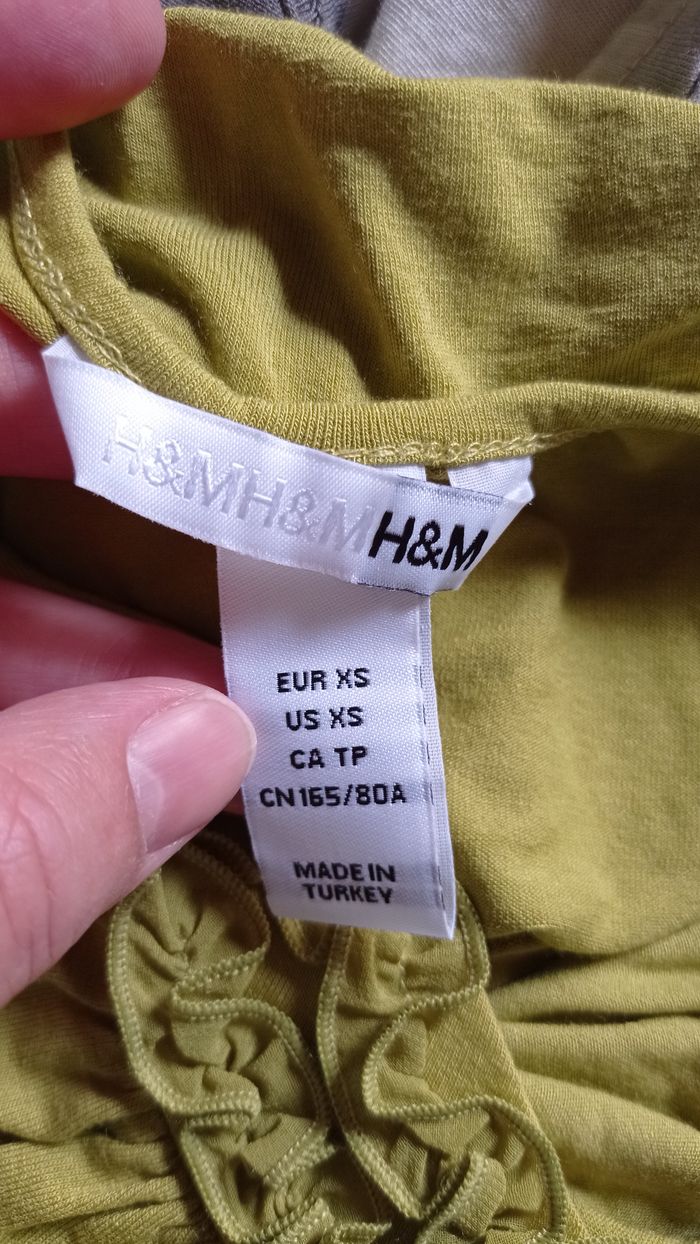 H&MH&MH&M
EUR XS
US XS
CA TP
CN165/80A
MADE IN
TURKEY